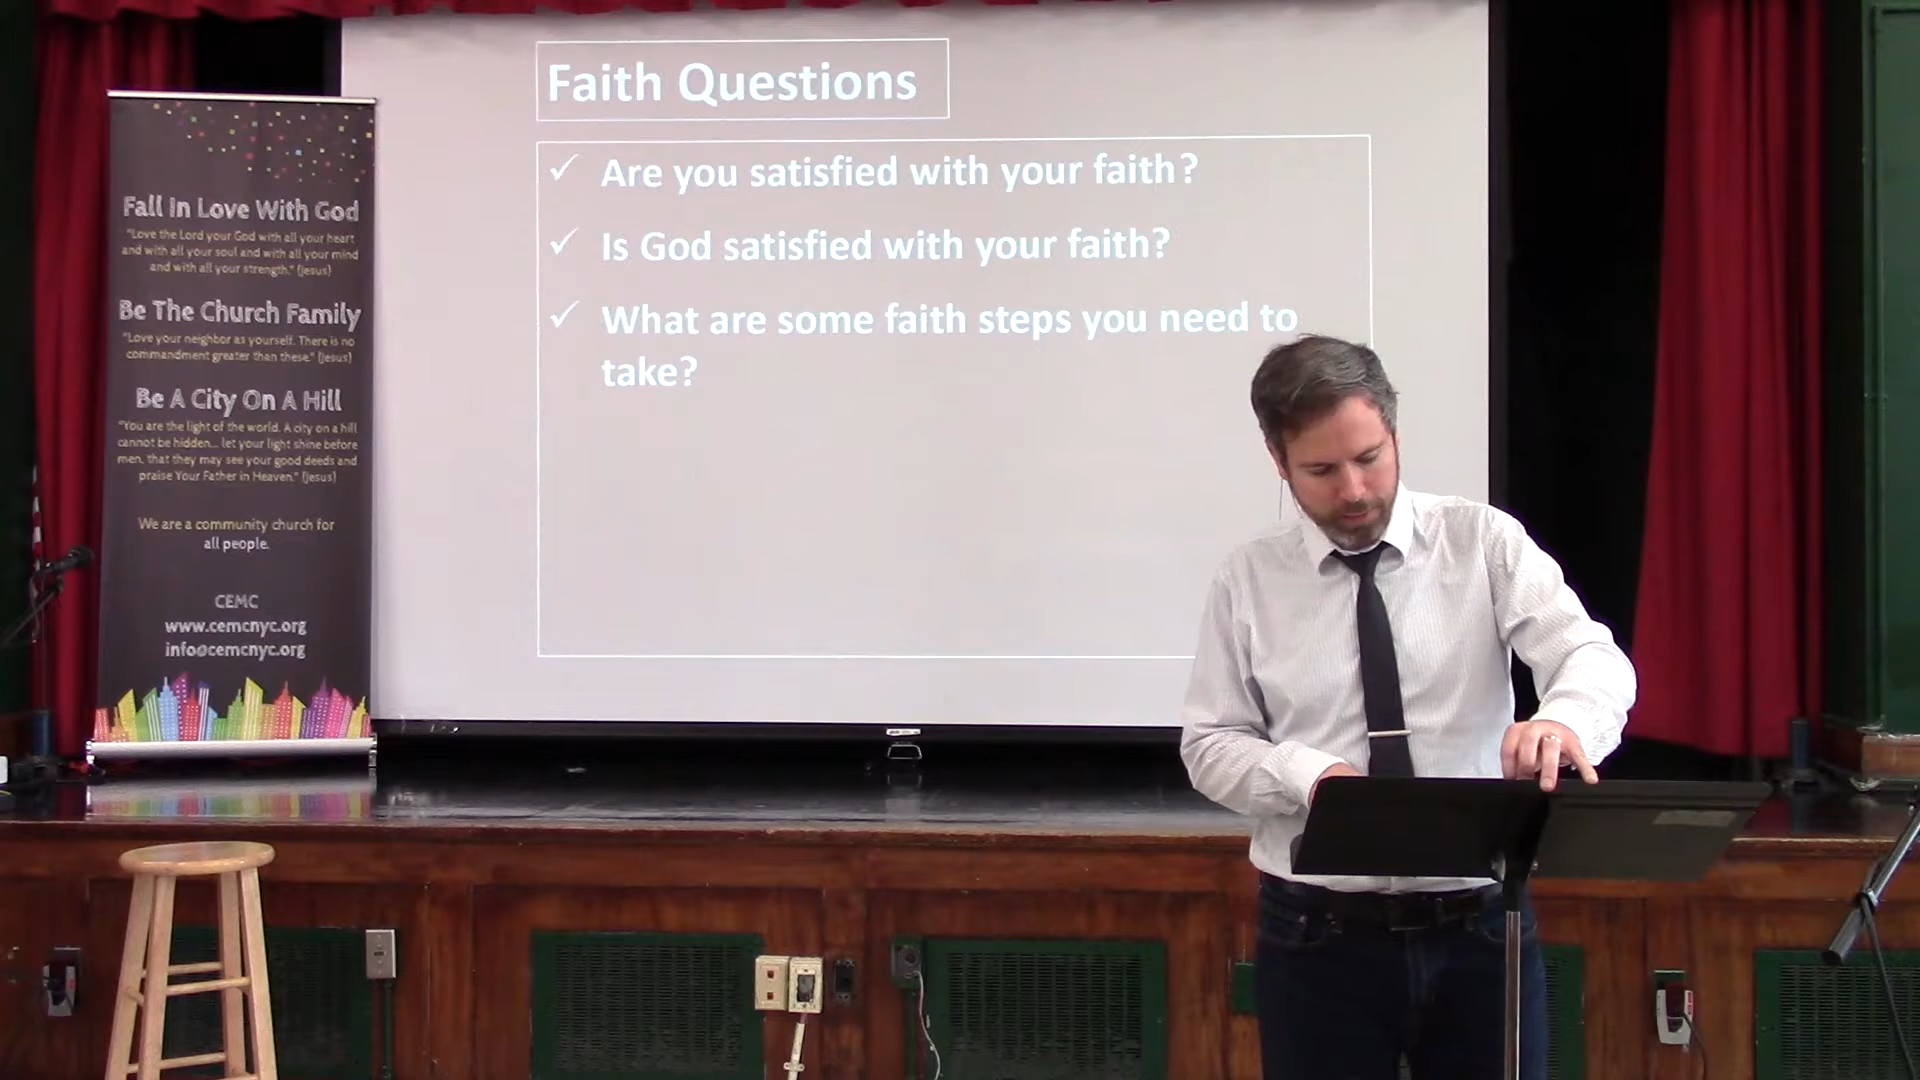 Faith Questions
✓ Are you satisfied with your faith?
✓ Is God satisfied with your faith?
✓ What are some faith steps you need to
take?
Fall In Love With God
"Love the Lord your God with all your heart
and with all your soul and with all your mind
and with all your strength." (Jesus)
Be The Church Family
"Love your neighbor as yourself. There is no
commandment greater than these." (Jesus)
Be A City On A Hill
"You are the light of the world. A city on a hill
cannot be hidden... let your light shine before
men, that they may see your good deeds and
praise Your Father in Heaven." (Jesus)
We are a community church for
all people.
CEMC
www.cemcnyc.org
info@cemcnyc.org